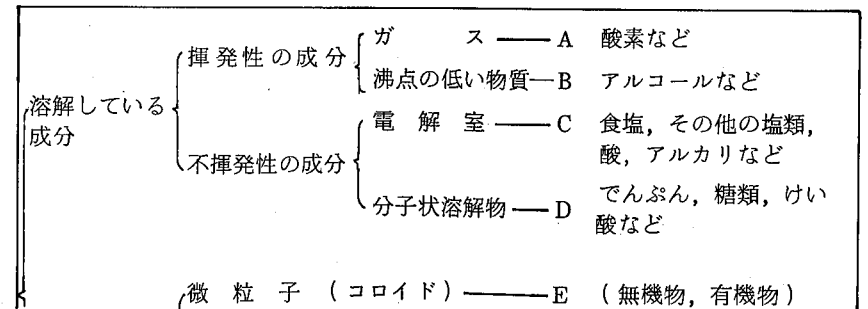 ガス ―― A 酸素など
揮発性の成分
沸点の低い物質―B アルコールなど
溶解している
成分
電解室 ―― C 食塩,その他の塩類,
酸,アルカリなど
不揮発性の成分
分子状溶解物 ―― D でんぷん,糖類,けい
酸など
微粒子(コロイド)―――― E (無機物,有機物)